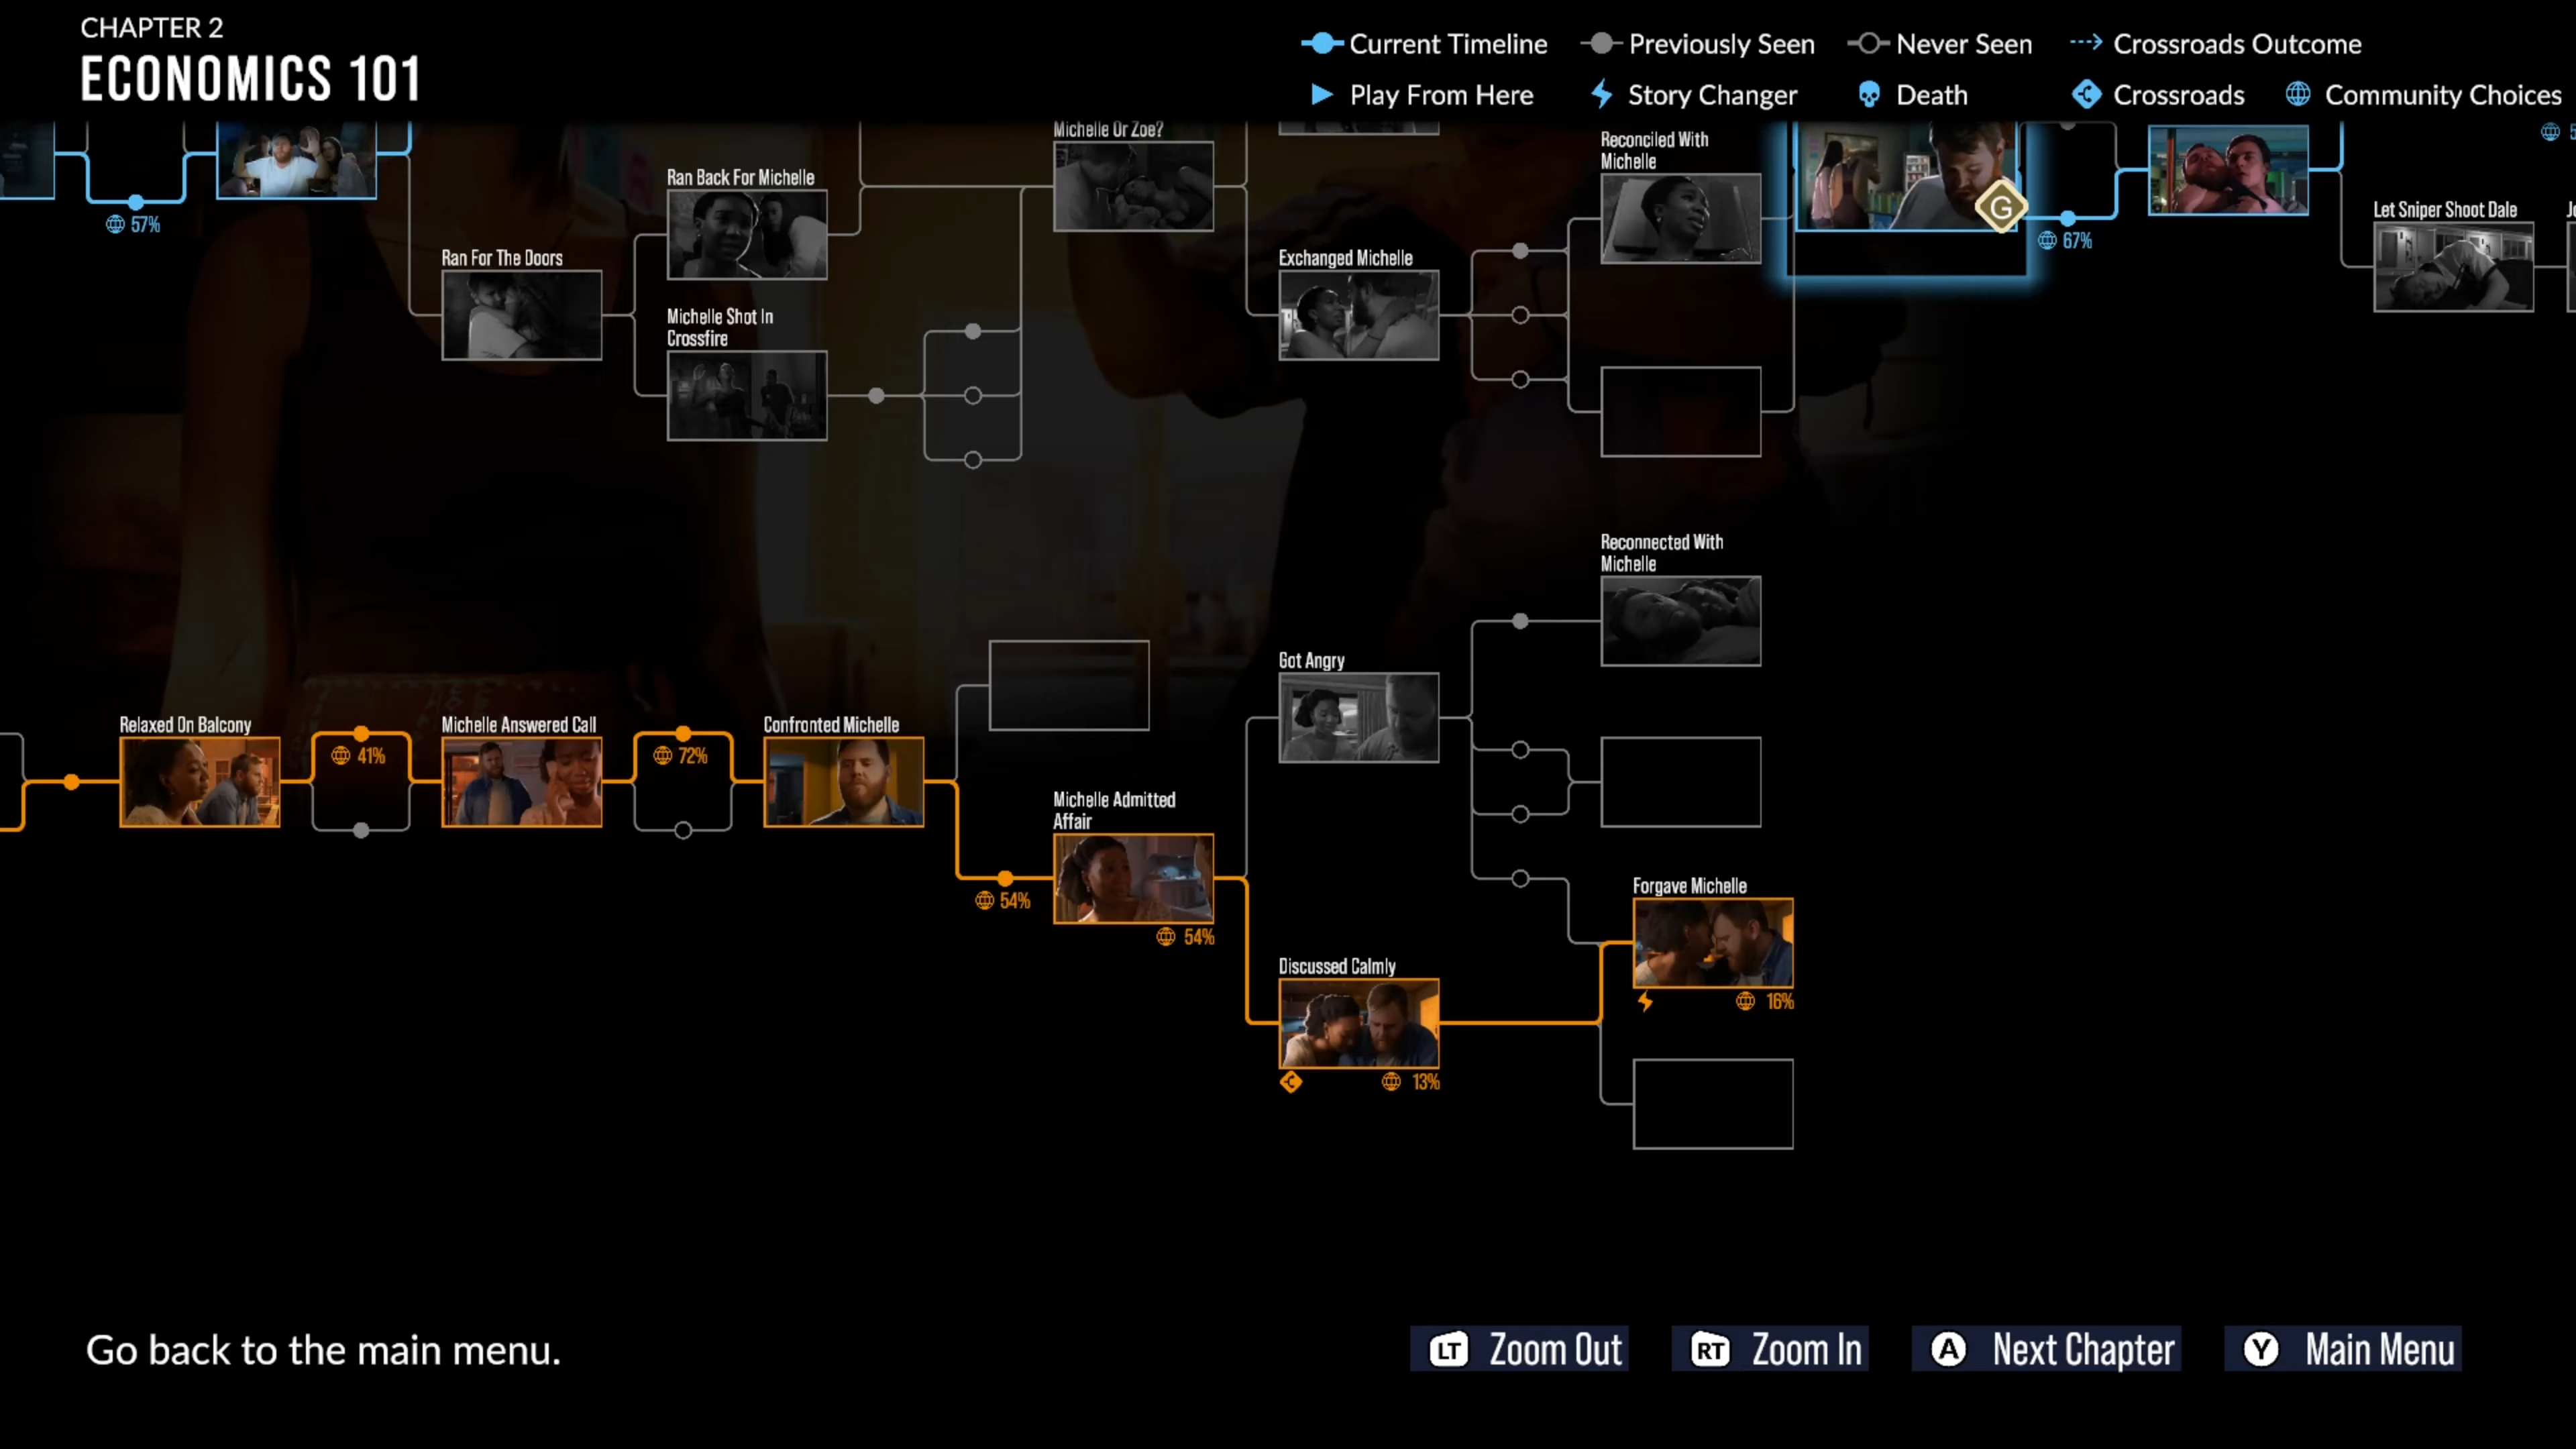 CHAPTER 2
ECONOMICS 101
Current Timeline
Previously Seen
Never Seen
Crossroads Outcome
Play From Here
Story Changer
Death
Crossroads
Community Choices
Michelle Or Zoe?
Reconciled With
Michelle
Ran Back For Michelle
57%
G
67%
Let Sniper Shoot Dale
Ran For The Doors
Exchanged Michelle
Michelle Shot In
Crossfire
Reconnected With
Michelle
Got Angry
Relaxed On Balcony
41%
Michelle Answered Call
72%
Confronted Michelle
Michelle Admitted
Affair
54%
54%
Forgave Michelle
16%
Discussed Calmly
13%
Go back to the main menu.
LT Zoom Out
RT Zoom In
A Next Chapter
Y Main Menu